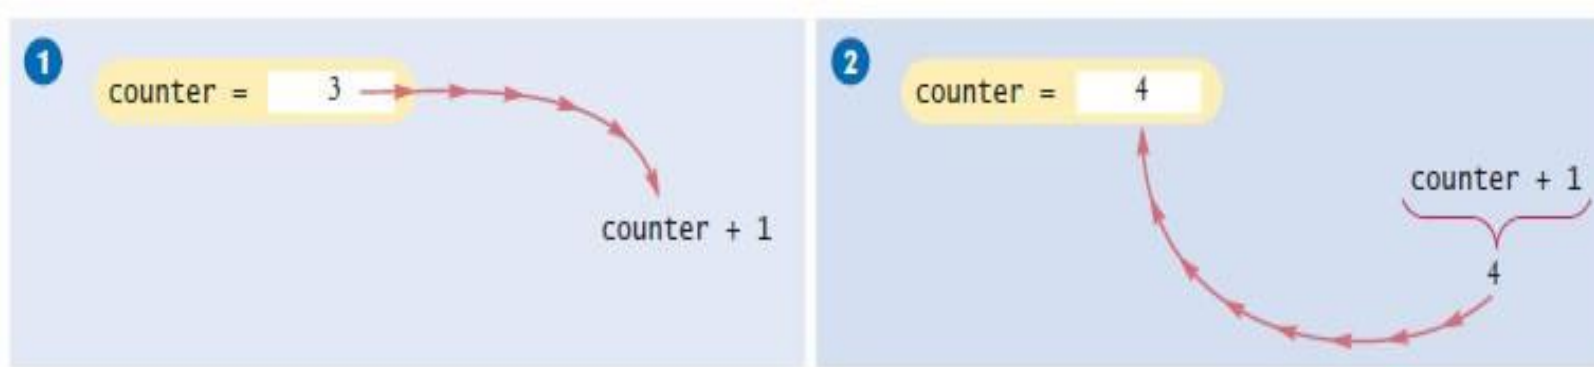 1
counter = 3
counter + 1
2
counter = 4
counter + 1
4